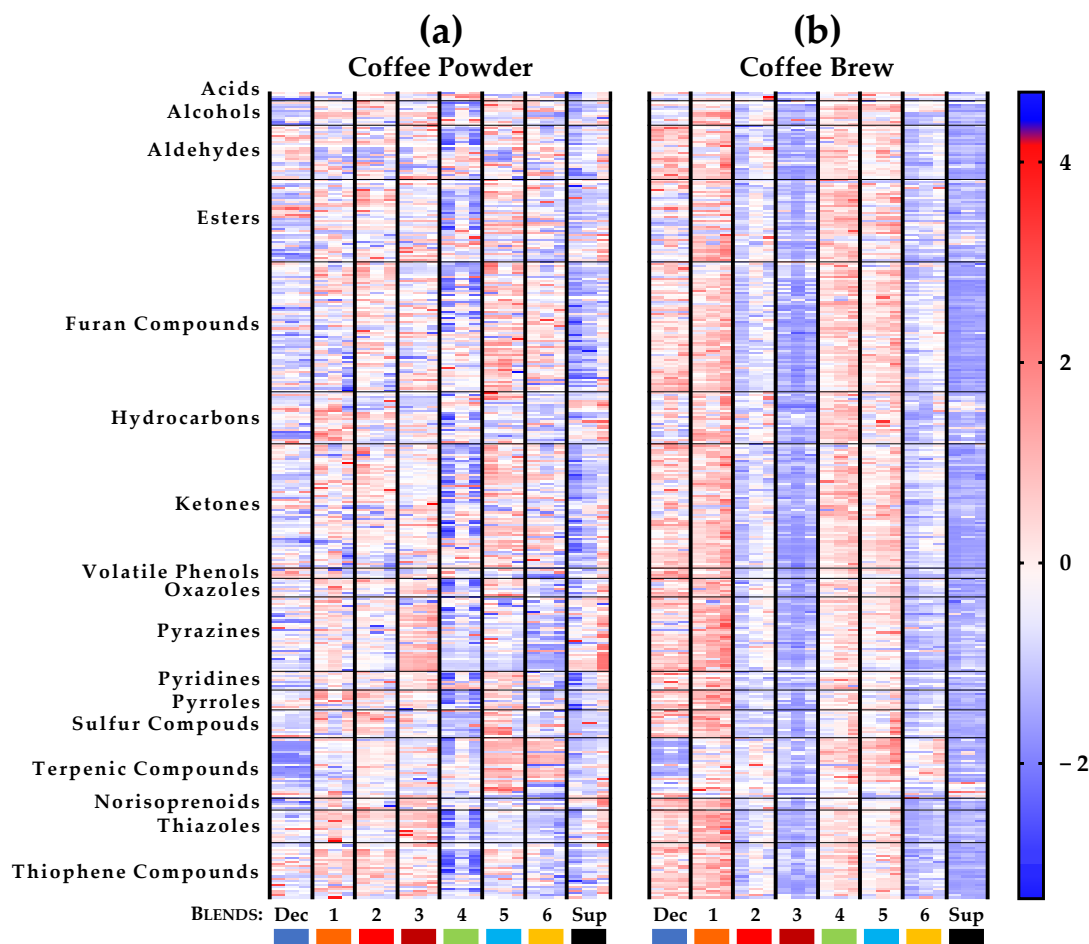 (a) (b)
Coffee Powder Coffee Brew
Acids
Alcohols
Aldehydes
Esters
Furan Compounds
Hydrocarbons
Ketones
Volatile Phenols
Oxazoles
Pyrazines
Pyridines
Pyrroles
Sulfur Compouds
Terpenic Compounds
Norisoprenoids
Thiazoles
Thiophene Compounds
4
2
0
−2
BLENDS: Dec 1 2 3 4 5 6 Sup Dec 1 2 3 4 5 6 Sup